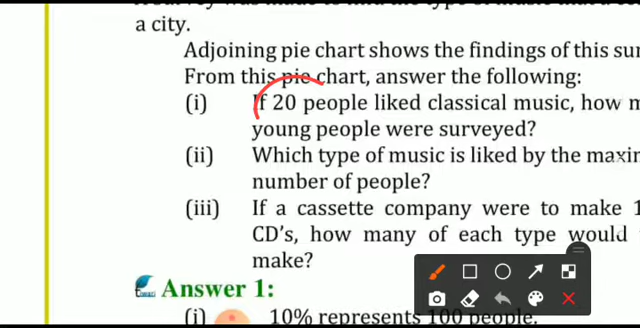 a city.
Adjoining pie chart shows the findings of this sur
From this pie chart, answer the following:
(i) If 20 people liked classical music, how m
young people were surveyed?
(ii) Which type of music is liked by the maxim
number of people?
(iii) If a cassette company were to make 1
CD's, how many of each type would
make?
Answer 1:
(i) 10% represents 100 people.